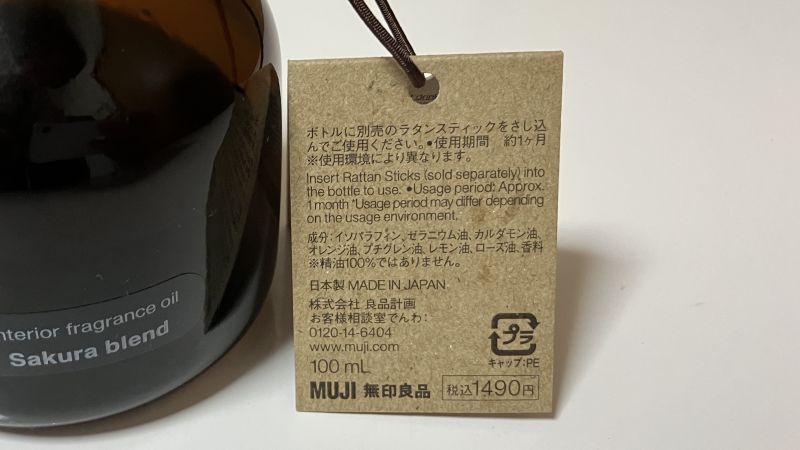 nterior fragrance oil
Sakura blend
ボトルに別売のラタンスティックをさし込
んでご使用ください。●使用期間　約1ヶ月
※使用環境により異なります。
Insert Rattan Sticks (sold separately) into
the bottle to use. ●Usage period: Approx.
1 month *Usage period may differ depending
on the usage environment.
成分:イソパラフィン、ゼラニウム油、カルダモン油、
オレンジ油、プチグレン油、レモン油、ローズ油、香料
※精油100%ではありません。
日本製 MADE IN JAPAN
株式会社 良品計画
お客様相談室でんわ:
0120-14-6404
www.muji.com
プラ
キャップ:PE
100 mL
MUJI 無印良品
税込1490円